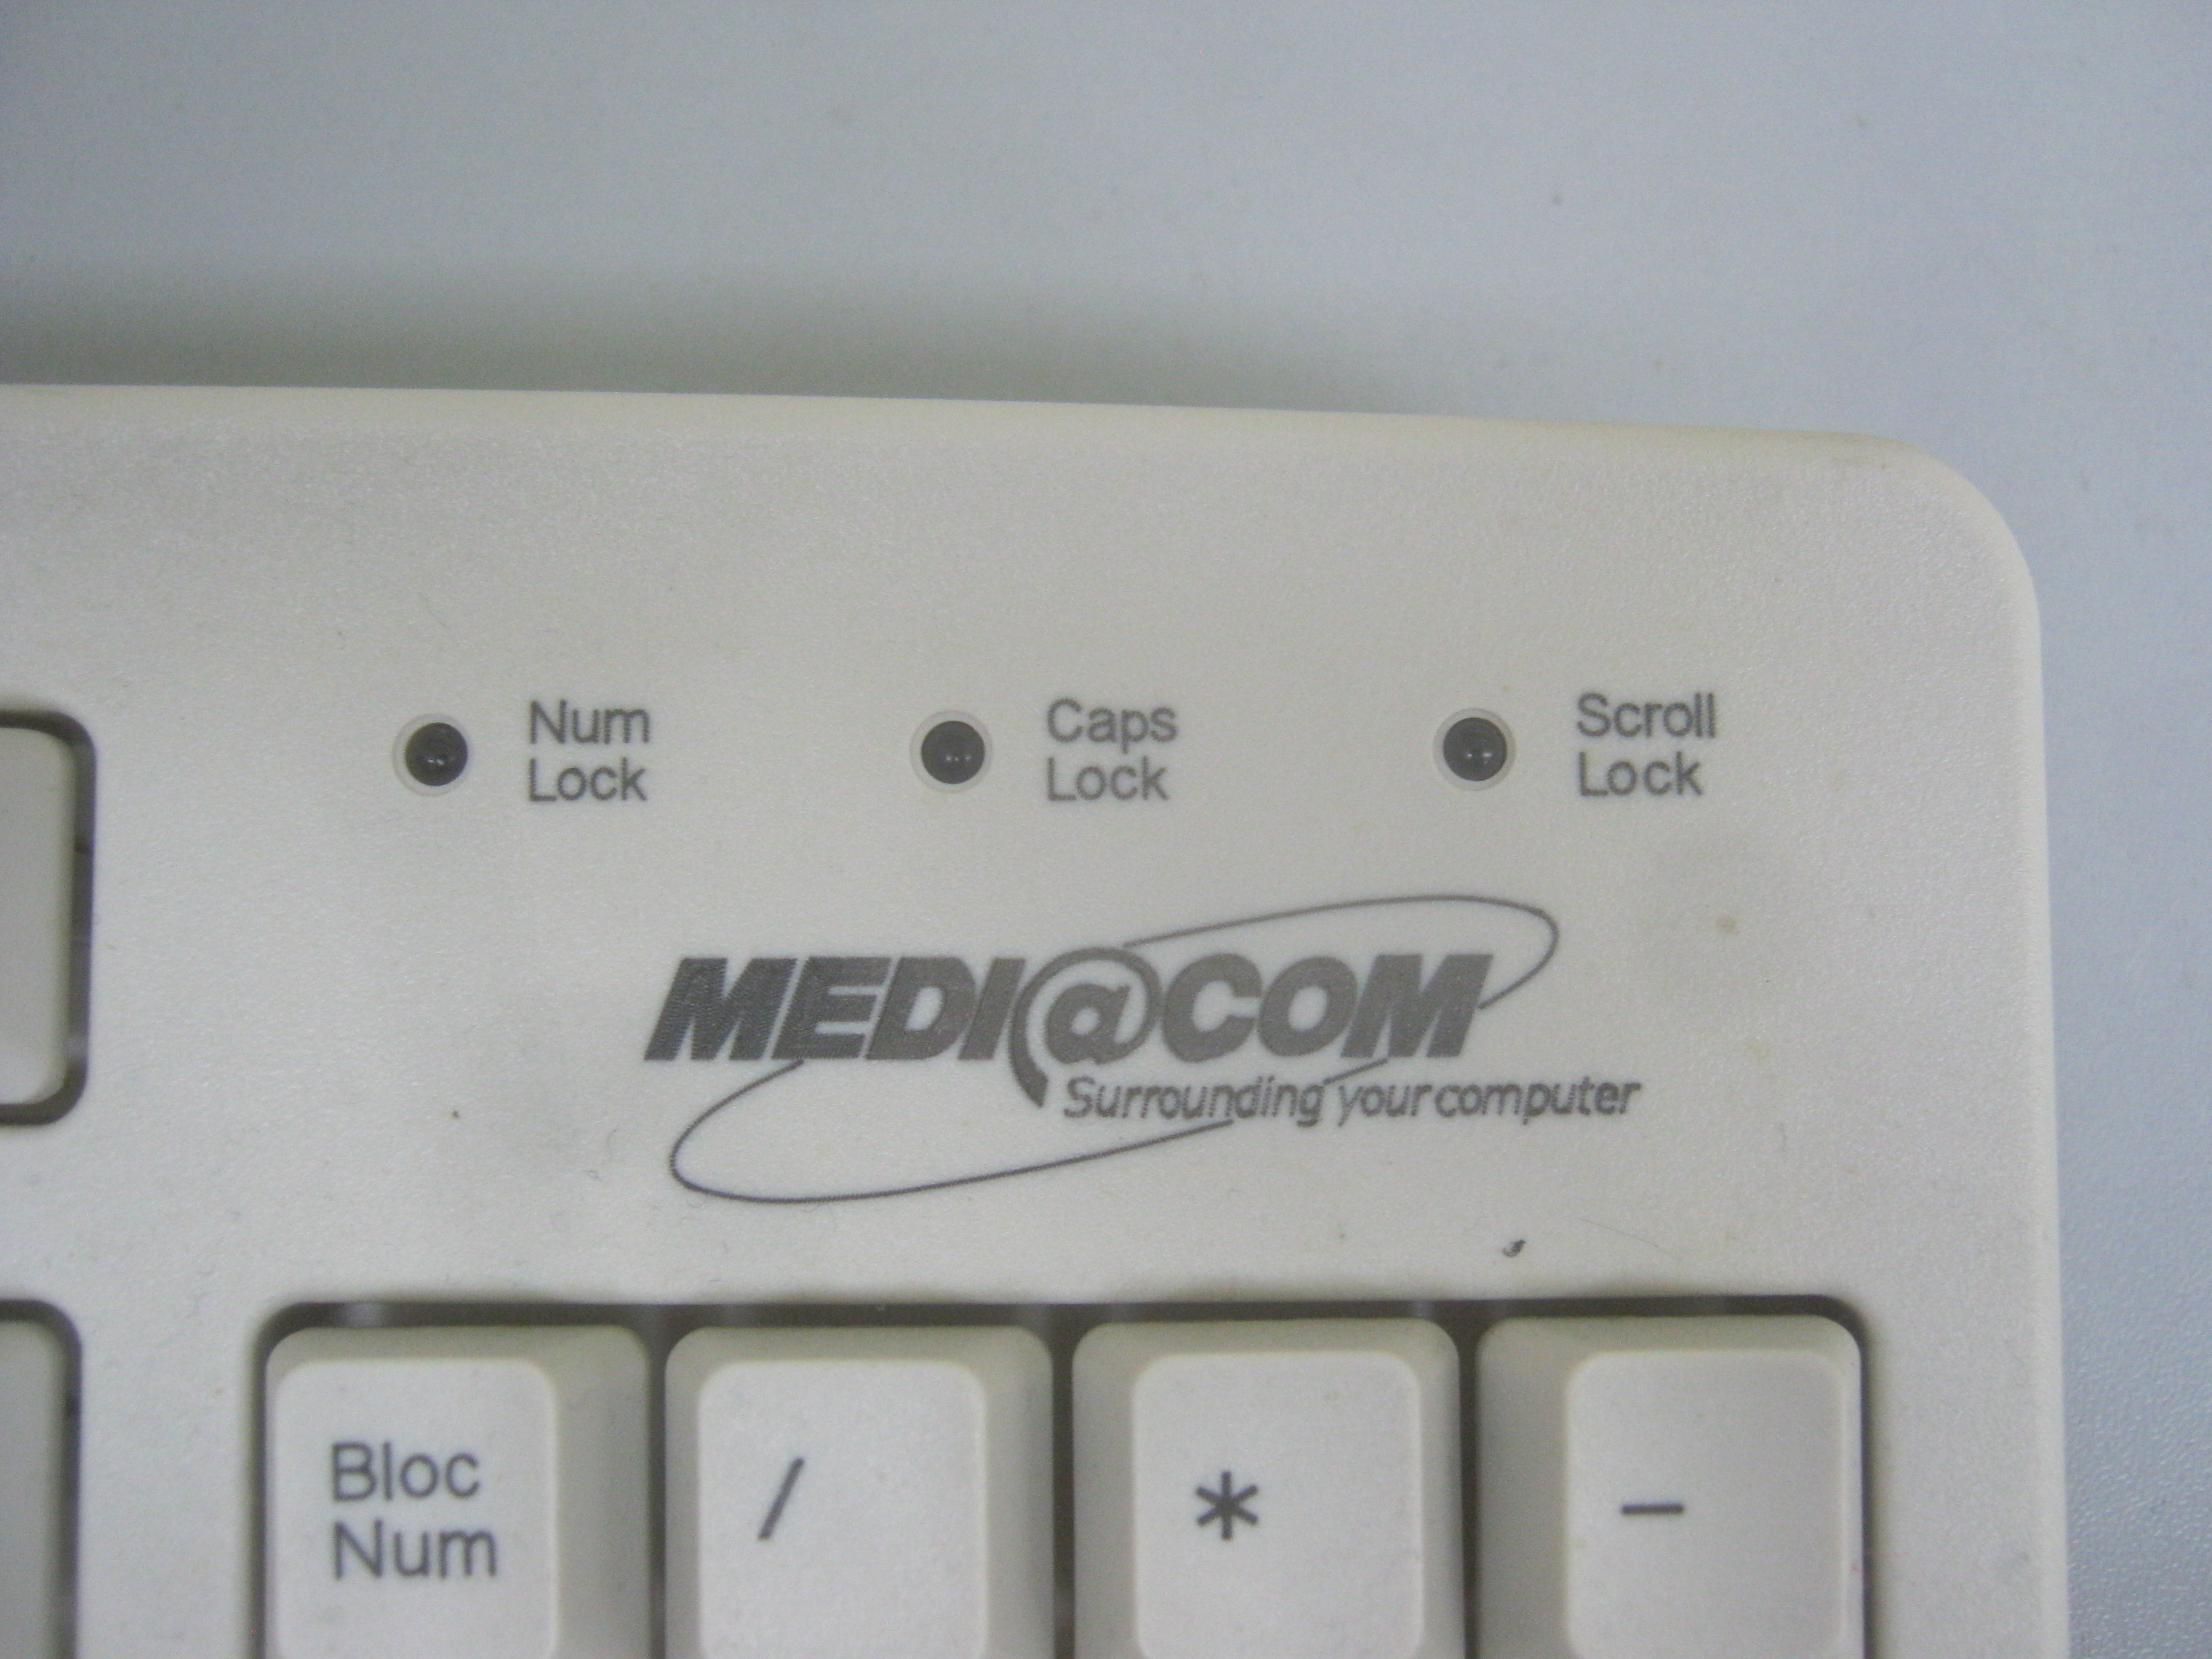 Num Caps Scroll
Lock Lock Lock
MEDI@COM
Surrounding your computer
Bloc / * -
Num